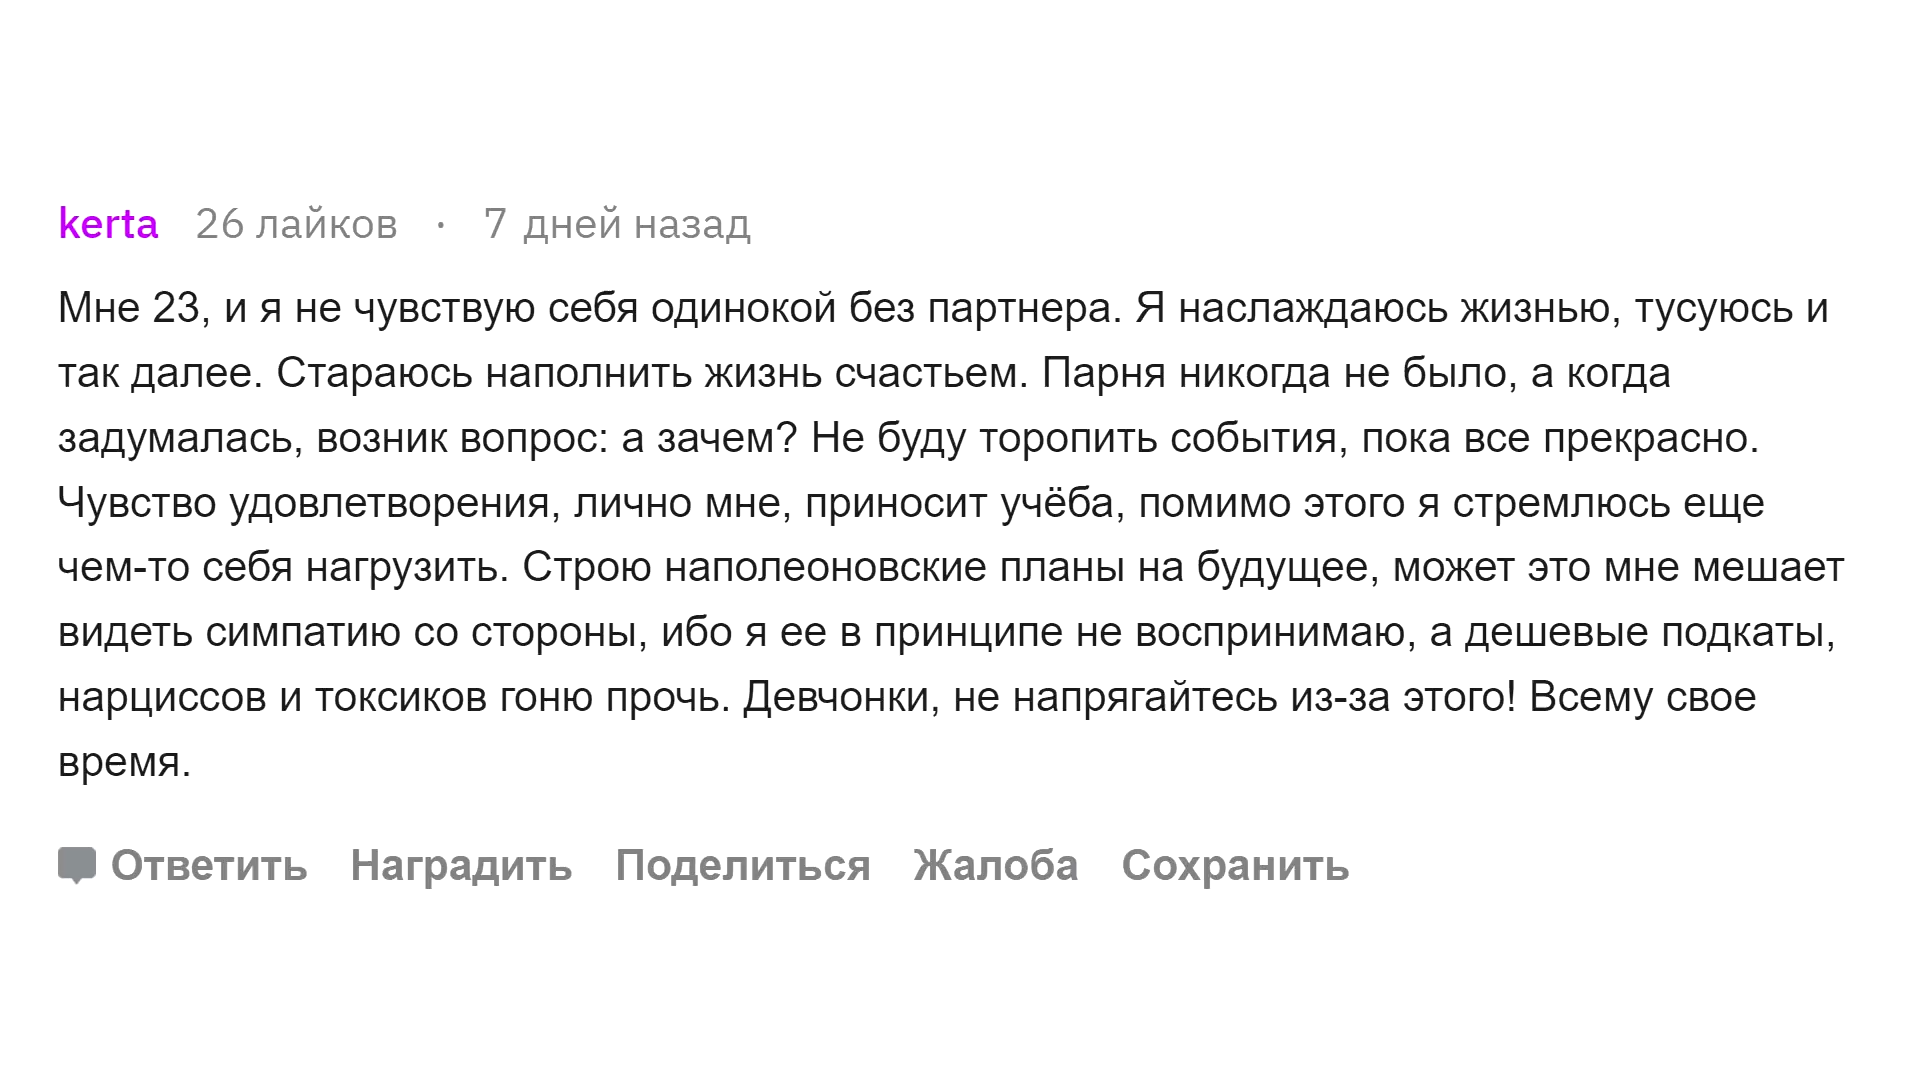 kerta 26 лайков · 7 дней назад
Мне 23, и я не чувствую себя одинокой без партнера. Я наслаждаюсь жизнью, тусуюсь и
так далее. Стараюсь наполнить жизнь счастьем. Парня никогда не было, а когда
задумалась, возник вопрос: а зачем? Не буду торопить события, пока все прекрасно.
Чувство удовлетворения, лично мне, приносит учёба, помимо этого я стремлюсь еще
чем-то себя нагрузить. Строю наполеоновские планы на будущее, может это мне мешает
видеть симпатию со стороны, ибо я ее в принципе не воспринимаю, а дешевые подкаты,
нарциссов и токсиков гоню прочь. Девчонки, не напрягайтесь из-за этого! Всему свое
время.
Ответить Наградить Поделиться Жалоба Сохранить